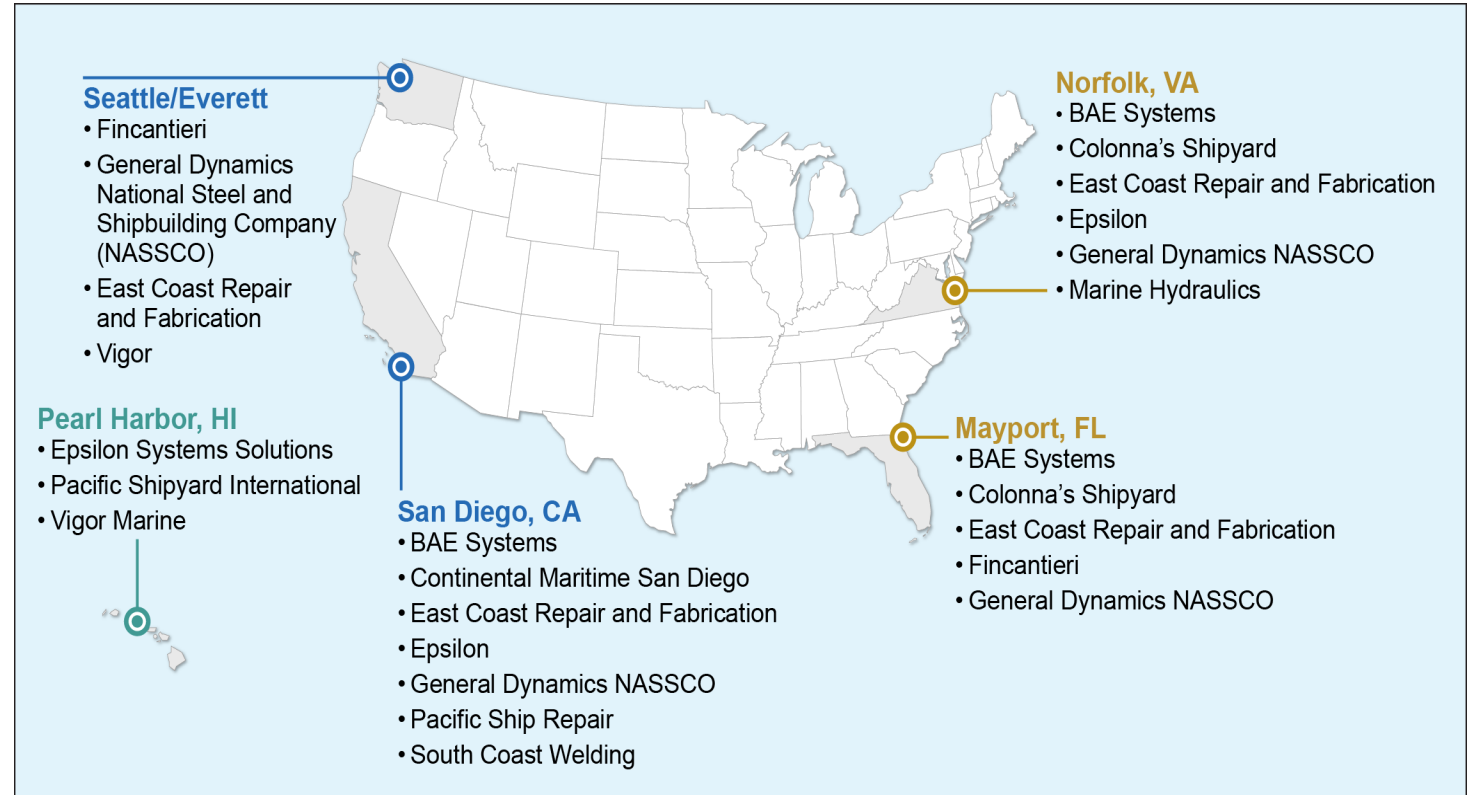 Seattle/Everett
• Fincantieri
• General Dynamics
National Steel and
Shipbuilding Company
(NASSCO)
• East Coast Repair
and Fabrication
• Vigor
Pearl Harbor, HI
• Epsilon Systems Solutions
• Pacific Shipyard International
• Vigor Marine
San Diego, CA
• BAE Systems
• Continental Maritime San Diego
• East Coast Repair and Fabrication
• Epsilon
• General Dynamics NASSCO
• Pacific Ship Repair
• South Coast Welding
Norfolk, VA
• BAE Systems
• Colonna’s Shipyard
• East Coast Repair and Fabrication
• Epsilon
• General Dynamics NASSCO
• Marine Hydraulics
Mayport, FL
• BAE Systems
• Colonna’s Shipyard
• East Coast Repair and Fabrication
• Fincantieri
• General Dynamics NASSCO